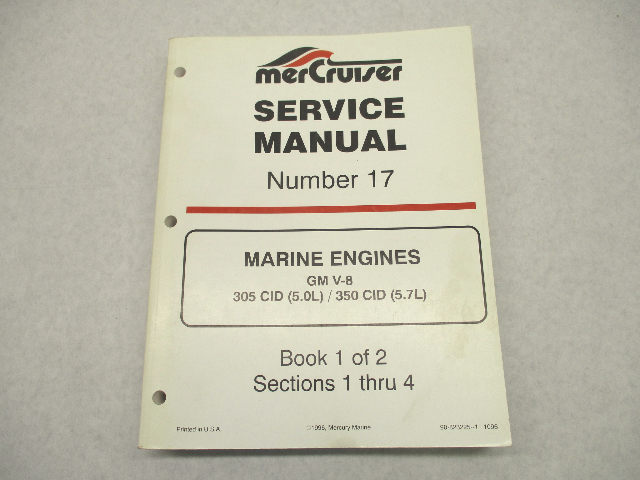 merCruiser
SERVICE
MANUAL
Number 17
MARINE ENGINES
GM V-8
305 CID (5.0L) / 350 CID (5.7L)
Book 1 of 2
Sections 1 thru 4
Printed in U.S.A. ©1996, Mercury Marine